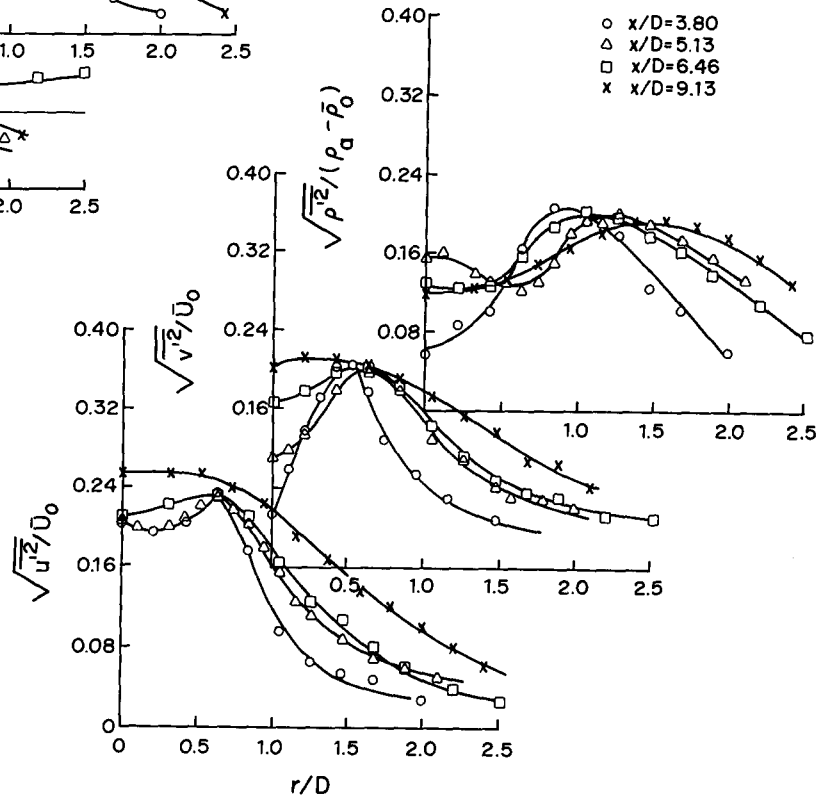 1.0 1.5 2.0 2.5
2.0 2.5
0.40
0.32
0.24
0.16
0.08
√ρ'²/(ρa-ρ̄o)
o x/D=3.80
△ x/D=5.13
□ x/D=6.46
x x/D=9.13
1.0 1.5 2.0 2.5
0.40
0.32
0.24
0.16
√v'²/Ūo
0.5 1.0 1.5 2.0 2.5
0.40
0.32
0.24
0.16
0.08
0
√u'²/Ūo
0 0.5 1.0 1.5 2.0 2.5
r/D